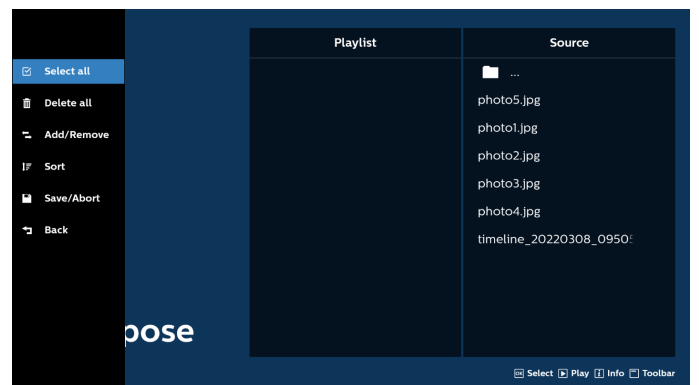 Select all
Delete all
Add/Remove
Sort
Save/Abort
Back
pose
Playlist
Source
...
photo5.jpg
photo1.jpg
photo2.jpg
photo3.jpg
photo4.jpg
timeline_20220308_0950
Select Play Info Toolbar